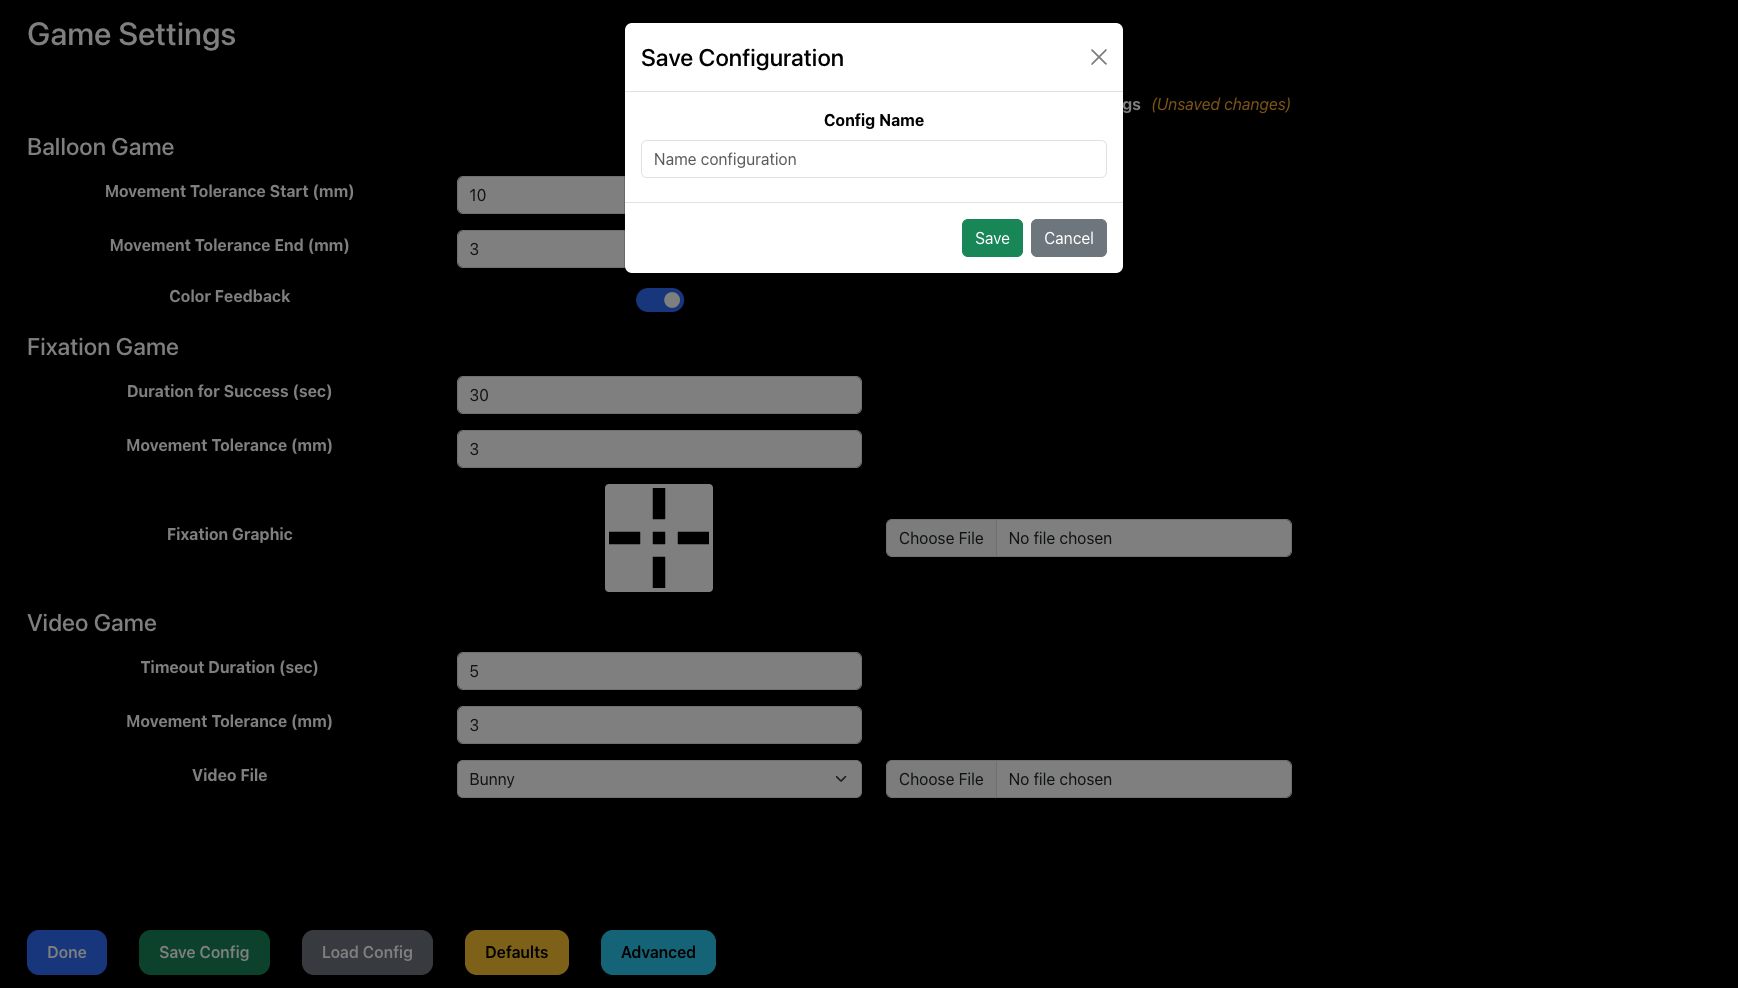 Game Settings
Save Configuration
gs (Unsaved changes)
Config Name
Name configuration
Save Cancel
Balloon Game
Movement Tolerance Start (mm) 10
Movement Tolerance End (mm) 3
Color Feedback
Fixation Game
Duration for Success (sec) 30
Movement Tolerance (mm) 3
Fixation Graphic Choose File No file chosen
Video Game
Timeout Duration (sec) 5
Movement Tolerance (mm) 3
Video File Bunny Choose File No file chosen
Done Save Config Load Config Defaults Advanced